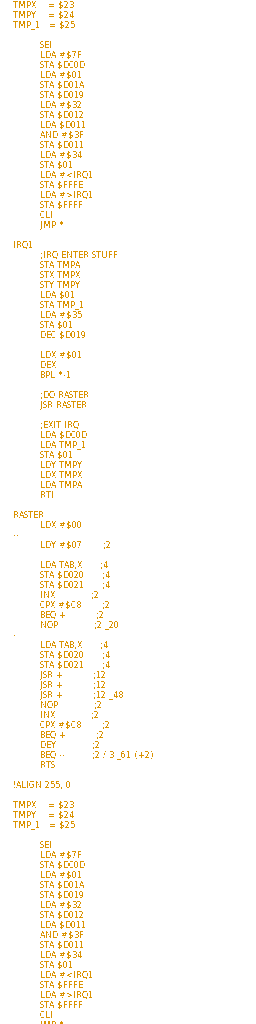 TMPX = $23
TMPY = $24
TMP_1 = $25
SEI
LDA #$7F
STA $DC0D
LDA #$01
STA $D01A
STA $D019
LDA #$32
STA $D012
LDA $D011
AND #$3F
STA $D011
LDA #$34
STA $01
LDA #<IRQ1
STA $FFFE
LDA #>IRQ1
STA $FFFF
CLI
JMP *
IRQ1
;IRQ ENTER STUFF
STA TMPA
STX TMPX
STY TMPY
LDA $01
STA TMP_1
LDA #$35
STA $01
DEC $D019
LDX #$01
DEX
BPL *-1
;DO RASTER
JSR RASTER
;EXIT IRQ
LDA $DC0D
LDA TMP_1
STA $01
LDY TMPY
LDX TMPX
LDA TMPA
RTI
RASTER
LDX #$00
--
LDY #$07 ;2
LDA TAB,X ;4
STA $D020 ;4
STA $D021 ;4
INX ;2
CPX #$C8 ;2
BEQ + ;2
NOP ;2 _20
-
LDA TAB,X ;4
STA $D020 ;4
STA $D021 ;4
JSR + ;12
JSR + ;12
JSR + ;12 _48
NOP ;2
INX ;2
CPX #$C8 ;2
BEQ + ;2
DEY ;2
BEQ -- ;2 / 3 _61 (+2)
RTS
!ALIGN 255, 0
TMPX = $23
TMPY = $24
TMP_1 = $25
SEI
LDA #$7F
STA $DC0D
LDA #$01
STA $D01A
STA $D019
LDA #$32
STA $D012
LDA $D011
AND #$3F
STA $D011
LDA #$34
STA $01
LDA #<IRQ1
STA $FFFE
LDA #>IRQ1
STA $FFFF
CLI
JMP *